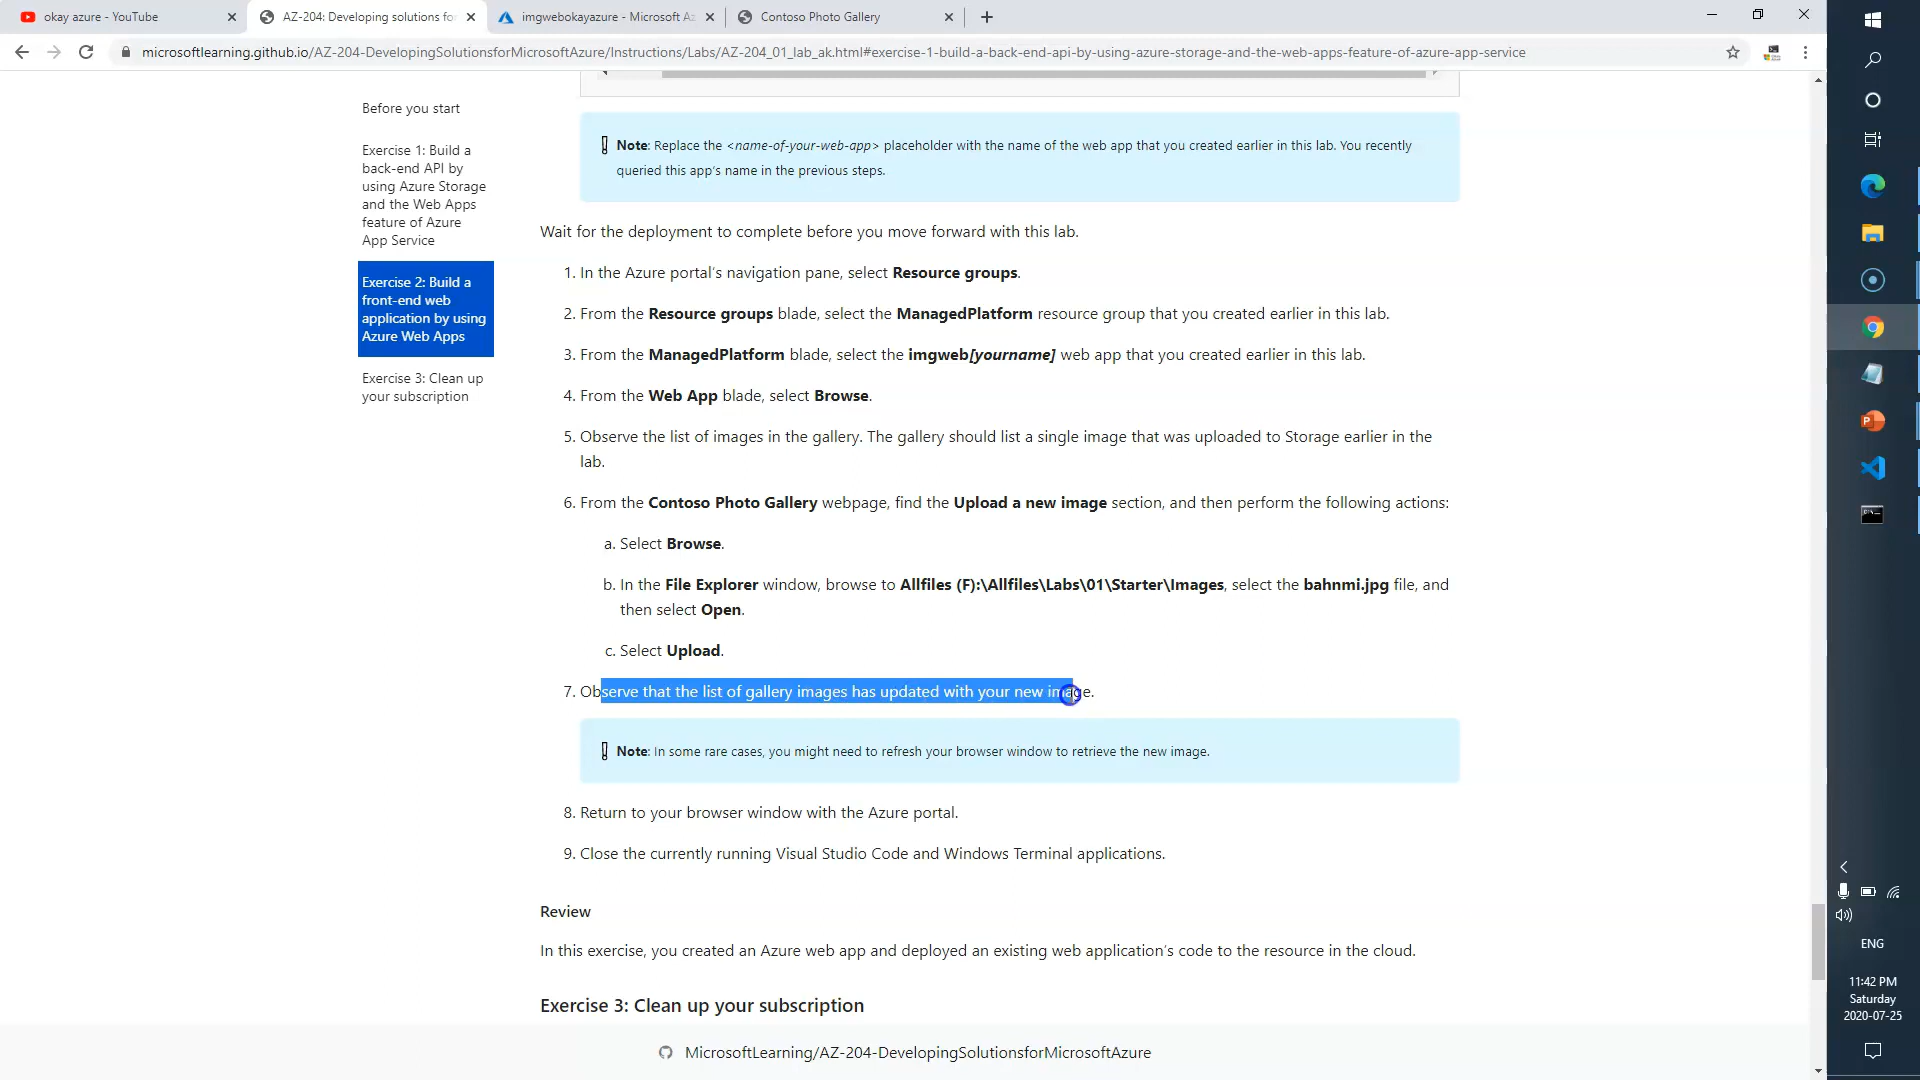 okay azure - YouTube
AZ-204: Developing solutions for
imgwebokayazure - Microsoft Az
Contoso Photo Gallery
microsoftlearning.github.io/AZ-204-DevelopingSolutionsforMicrosoftAzure/Instructions/Labs/AZ-204_01_lab_ak.html#exercise-1-build-a-back-end-api-by-using-azure-storage-and-the-web-apps-feature-of-azure-app-service
Before you start
Exercise 1: Build a
back-end API by
using Azure Storage
and the Web Apps
feature of Azure
App Service
Exercise 2: Build a
front-end web
application by using
Azure Web Apps
Exercise 3: Clean up
your subscription
Note: Replace the <name-of-your-web-app> placeholder with the name of the web app that you created earlier in this lab. You recently
queried this app's name in the previous steps.
Wait for the deployment to complete before you move forward with this lab.
1. In the Azure portal's navigation pane, select Resource groups.
2. From the Resource groups blade, select the ManagedPlatform resource group that you created earlier in this lab.
3. From the ManagedPlatform blade, select the imgweb[yourname] web app that you created earlier in this lab.
4. From the Web App blade, select Browse.
5. Observe the list of images in the gallery. The gallery should list a single image that was uploaded to Storage earlier in the
lab.
6. From the Contoso Photo Gallery webpage, find the Upload a new image section, and then perform the following actions:
a. Select Browse.
b. In the File Explorer window, browse to Allfiles (F):\Allfiles\Labs\01\Starter\Images, select the bahnmi.jpg file, and
then select Open.
c. Select Upload.
7. Observe that the list of gallery images has updated with your new image.
Note: In some rare cases, you might need to refresh your browser window to retrieve the new image.
8. Return to your browser window with the Azure portal.
9. Close the currently running Visual Studio Code and Windows Terminal applications.
Review
In this exercise, you created an Azure web app and deployed an existing web application's code to the resource in the cloud.
Exercise 3: Clean up your subscription
MicrosoftLearning/AZ-204-DevelopingSolutionsforMicrosoftAzure
ENG
11:42 PM
Saturday
2020-07-25